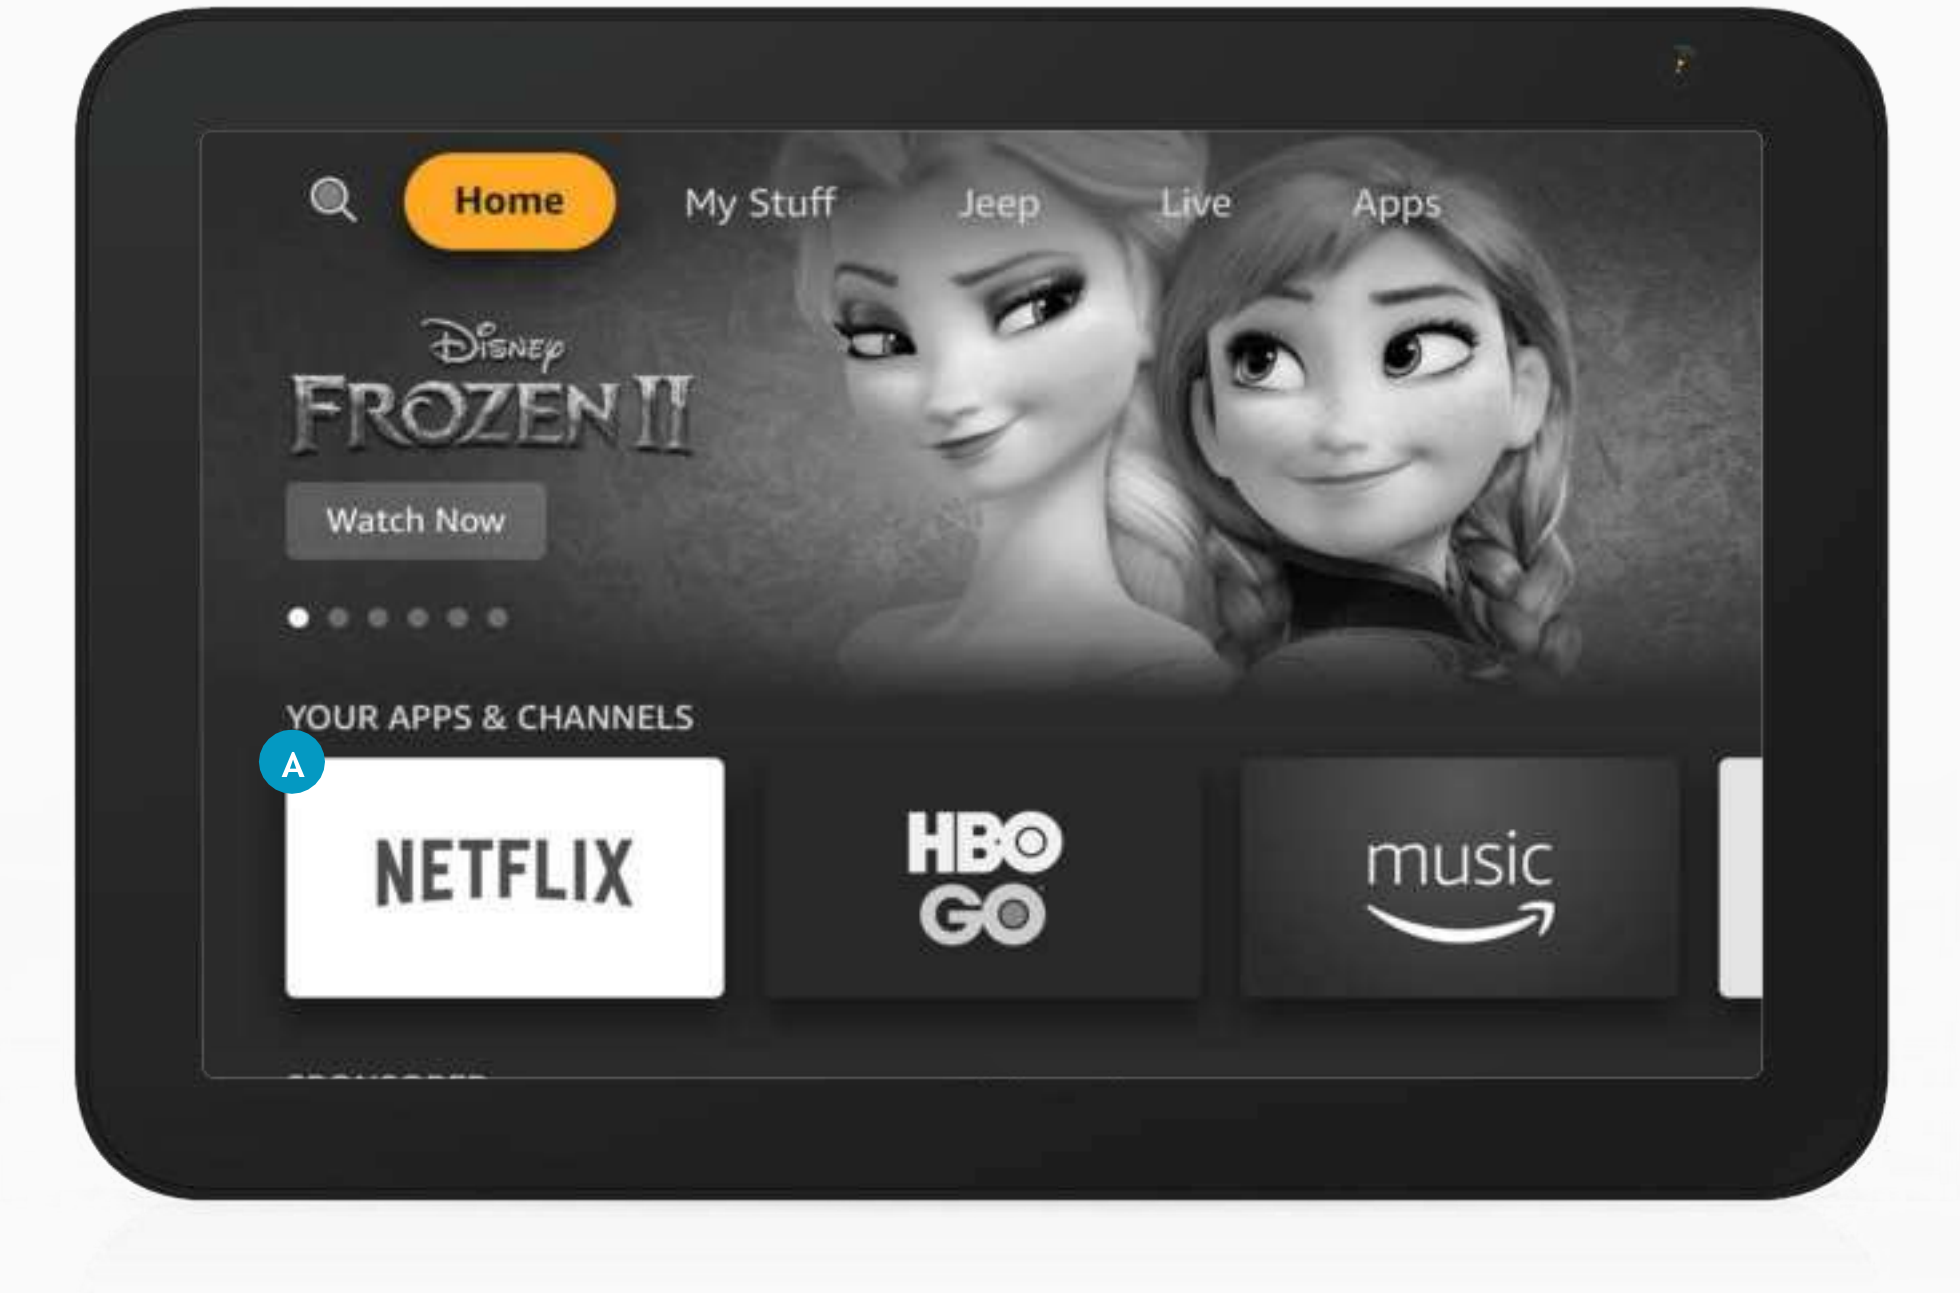 Home My Stuff Jeep Live Apps
Disney
FROZEN II
Watch Now
YOUR APPS & CHANNELS
A
NETFLIX
HBO
GO
music